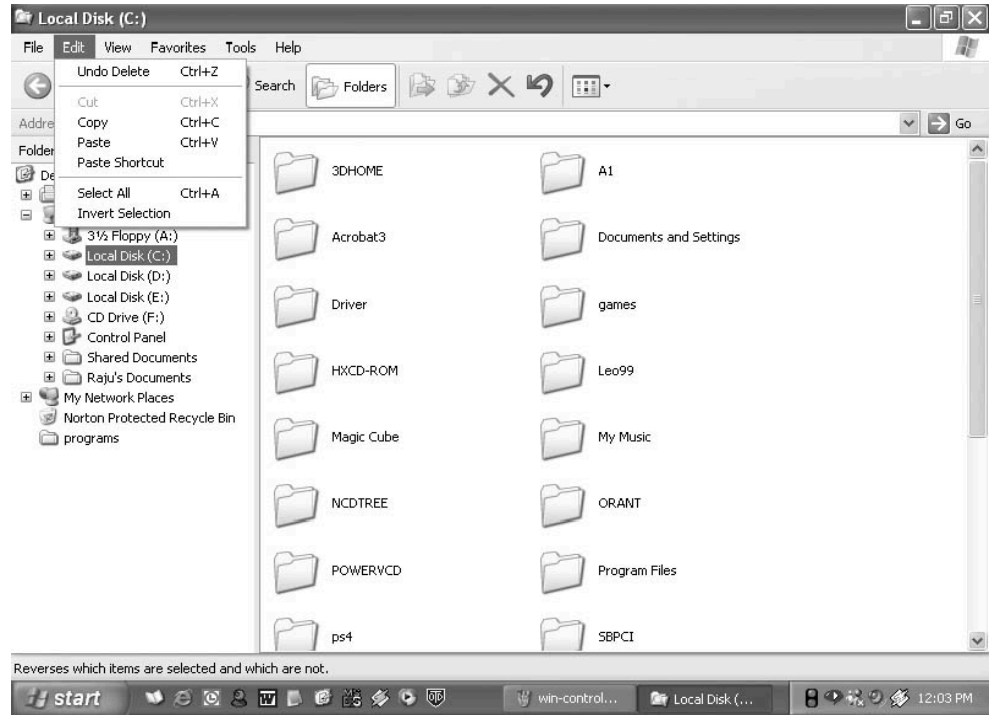 Local Disk (C:)
File Edit View Favorites Tools Help
Undo Delete Ctrl+Z
Cut Ctrl+X
Copy Ctrl+C
Paste Ctrl+V
Paste Shortcut
Select All Ctrl+A
Invert Selection
Search Folders
Addre
Go
Folder
De
3½ Floppy (A:)
Local Disk (C:)
Local Disk (D:)
Local Disk (E:)
CD Drive (F:)
Control Panel
Shared Documents
Raju's Documents
My Network Places
Norton Protected Recycle Bin
programs
3DHOME A1
Acrobat3 Documents and Settings
Driver games
HXCD-ROM Leo99
Magic Cube My Music
NCDTREE ORANT
POWERVCD Program Files
ps4 SBPCI
Reverses which items are selected and which are not.
start win-control... Local Disk (... 12:03 PM